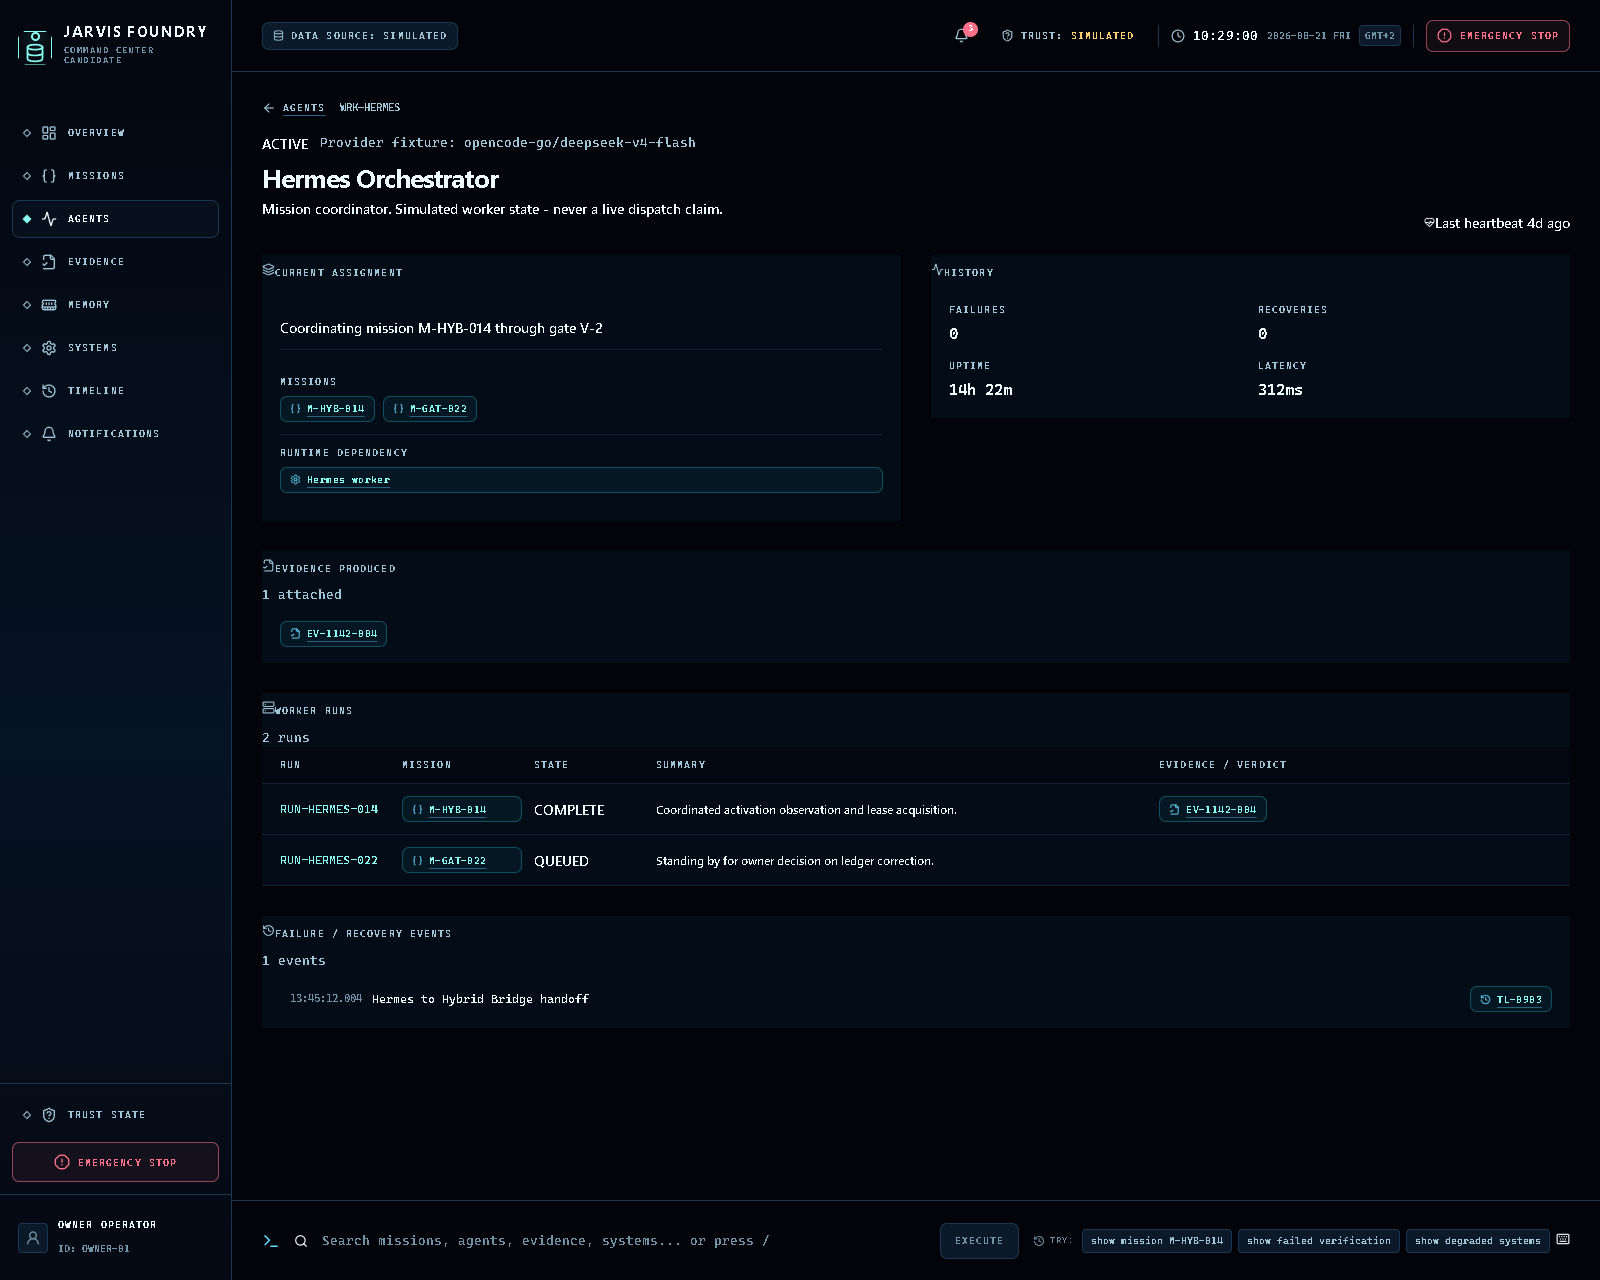 JARVIS FOUNDRY
COMMAND CENTER
CANDIDATE
OVERVIEW
MISSIONS
AGENTS
EVIDENCE
MEMORY
SYSTEMS
TIMELINE
NOTIFICATIONS
TRUST STATE
EMERGENCY STOP
OWNER OPERATOR
ID: OWNER-01
DATA SOURCE: SIMULATED
3
TRUST: SIMULATED
10:29:00 2026-08-21 FRI GMT+2
EMERGENCY STOP
AGENTS WRK-HERMES
ACTIVE Provider fixture: opencode-go/deepseek-v4-flash
Hermes Orchestrator
Mission coordinator. Simulated worker state - never a live dispatch claim.
Last heartbeat 4d ago
CURRENT ASSIGNMENT
Coordinating mission M-HYB-014 through gate V-2
MISSIONS
M-HYB-014 M-GAT-022
RUNTIME DEPENDENCY
Hermes worker
HISTORY
FAILURES RECOVERIES
0 0
UPTIME LATENCY
14h 22m 312ms
EVIDENCE PRODUCED
1 attached
EV-1142-004
WORKER RUNS
2 runs
RUN MISSION STATE SUMMARY EVIDENCE / VERDICT
RUN-HERMES-014 M-HYB-014 COMPLETE Coordinated activation observation and lease acquisition. EV-1142-004
RUN-HERMES-022 M-GAT-022 QUEUED Standing by for owner decision on ledger correction.
FAILURE / RECOVERY EVENTS
1 events
13:45:12.004 Hermes to Hybrid Bridge handoff TL-0903
Search missions, agents, evidence, systems... or press /
EXECUTE
TRY: show mission M-HYB-014 show failed verification show degraded systems